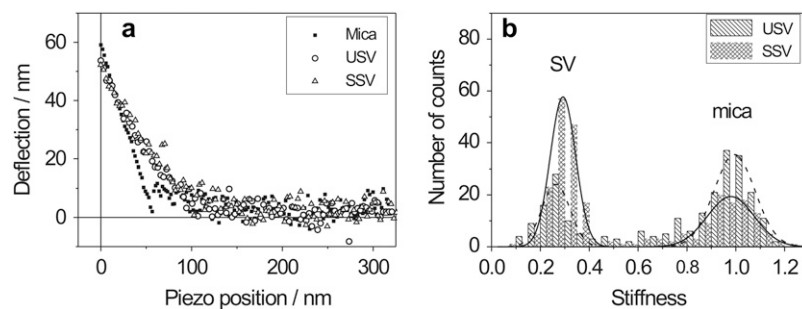 a
Mica
USV
SSV
60
40
20
0
Deflection / nm
0
100
200
300
Piezo position / nm
b
USV
SSV
SV
mica
80
60
40
20
0
Number of counts
0.0
0.2
0.4
0.6
0.8
1.0
1.2
Stiffness